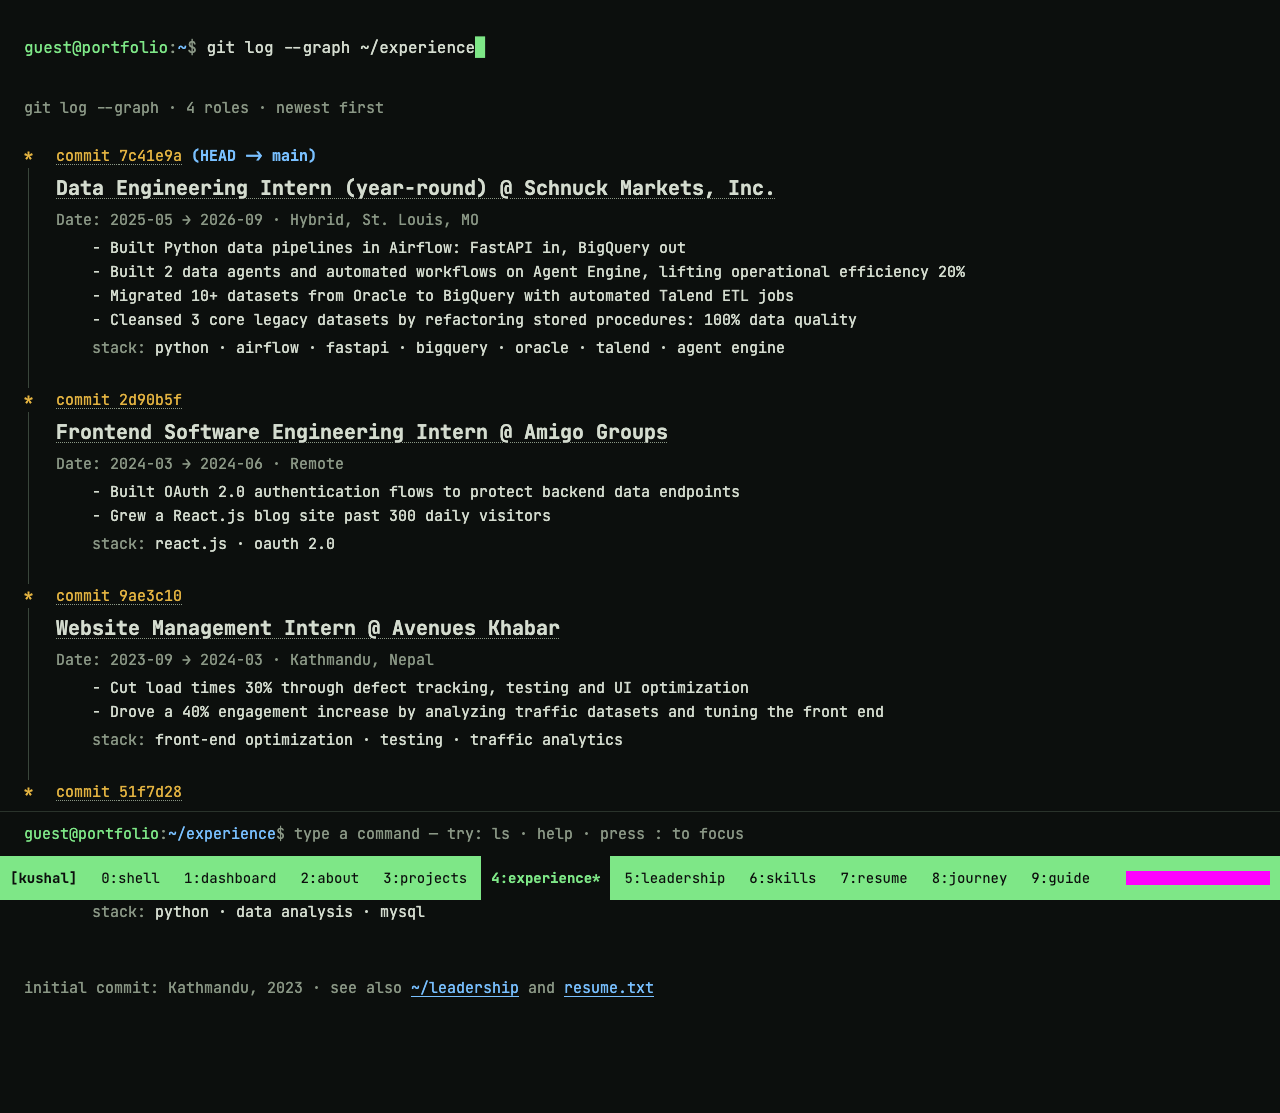 guest@portfolio:~$ git log --graph ~/experience
git log --graph · 4 roles · newest first
* commit 7c41e9a (HEAD -> main)
Data Engineering Intern (year-round) @ Schnuck Markets, Inc.
Date: 2025-05 → 2026-09 · Hybrid, St. Louis, MO
- Built Python data pipelines in Airflow: FastAPI in, BigQuery out
- Built 2 data agents and automated workflows on Agent Engine, lifting operational efficiency 20%
- Migrated 10+ datasets from Oracle to BigQuery with automated Talend ETL jobs
- Cleansed 3 core legacy datasets by refactoring stored procedures: 100% data quality
stack: python · airflow · fastapi · bigquery · oracle · talend · agent engine
* commit 2d90b5f
Frontend Software Engineering Intern @ Amigo Groups
Date: 2024-03 → 2024-06 · Remote
- Built OAuth 2.0 authentication flows to protect backend data endpoints
- Grew a React.js blog site past 300 daily visitors
stack: react.js · oauth 2.0
* commit 9ae3c10
Website Management Intern @ Avenues Khabar
Date: 2023-09 → 2024-03 · Kathmandu, Nepal
- Cut load times 30% through defect tracking, testing and UI optimization
- Drove a 40% engagement increase by analyzing traffic datasets and tuning the front end
stack: front-end optimization · testing · traffic analytics
* commit 51f7d28
guest@portfolio:~/experience$ type a command — try: ls · help · press : to focus
[kushal] 0:shell 1:dashboard 2:about 3:projects 4:experience* 5:leadership 6:skills 7:resume 8:journey 9:guide
stack: python · data analysis · mysql
initial commit: Kathmandu, 2023 · see also ~/leadership and resume.txt